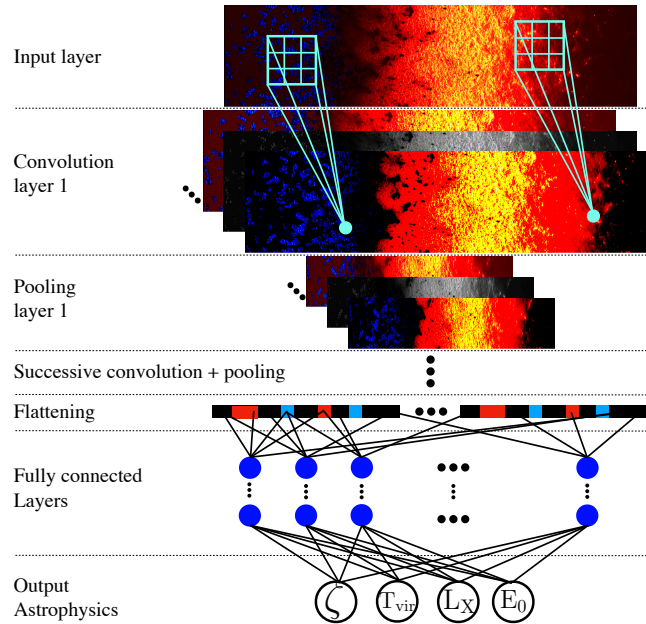 Input layer
Convolution
layer 1
Pooling
layer 1
Successive convolution + pooling
Flattening
Fully connected
Layers
Output
Astrophysics
ζ T_vir L_X E_0